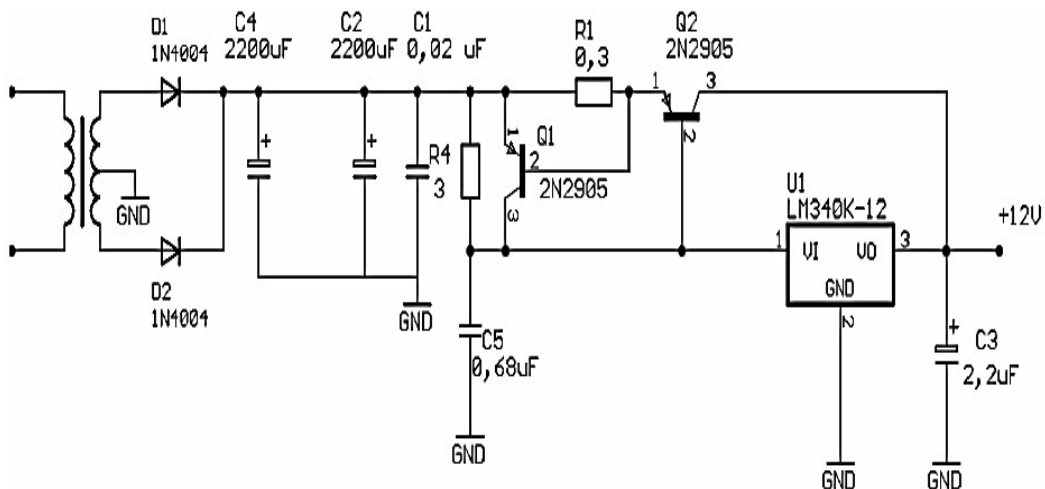 D1
1N4004
C4
2200uF
C2
2200uF
C1
0,02 uF
R1
0,3
Q2
2N2905
1
3
2
R4
3
1
Q1
2
2N2905
3
GND
U1
LM340K-12
+12V
1
VI
VO
3
GND
2
D2
1N4004
GND
C5
0,68uF
C3
2,2uF
GND
GND
GND